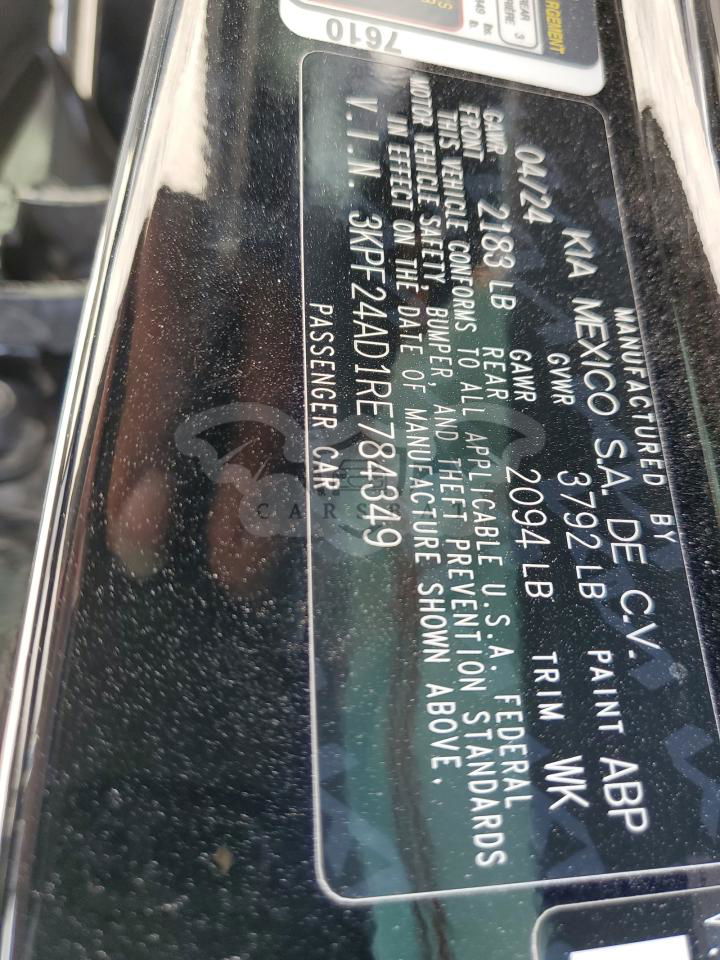 MANUFACTURED BY
KIA MEXICO S.A. DE C.V.
04/24 GVWR 3792 LB PAINT ABP
GAWR GAWR
FRONT 2183 LB REAR 2094 LB TRIM WK
THIS VEHICLE CONFORMS TO ALL APPLICABLE U.S.A. FEDERAL
MOTOR VEHICLE SAFETY, BUMPER, AND THEFT PREVENTION STANDARDS
IN EFFECT ON THE DATE OF MANUFACTURE SHOWN ABOVE.
V.I.N. 3KPF24AD1RE784349
PASSENGER CAR
7610